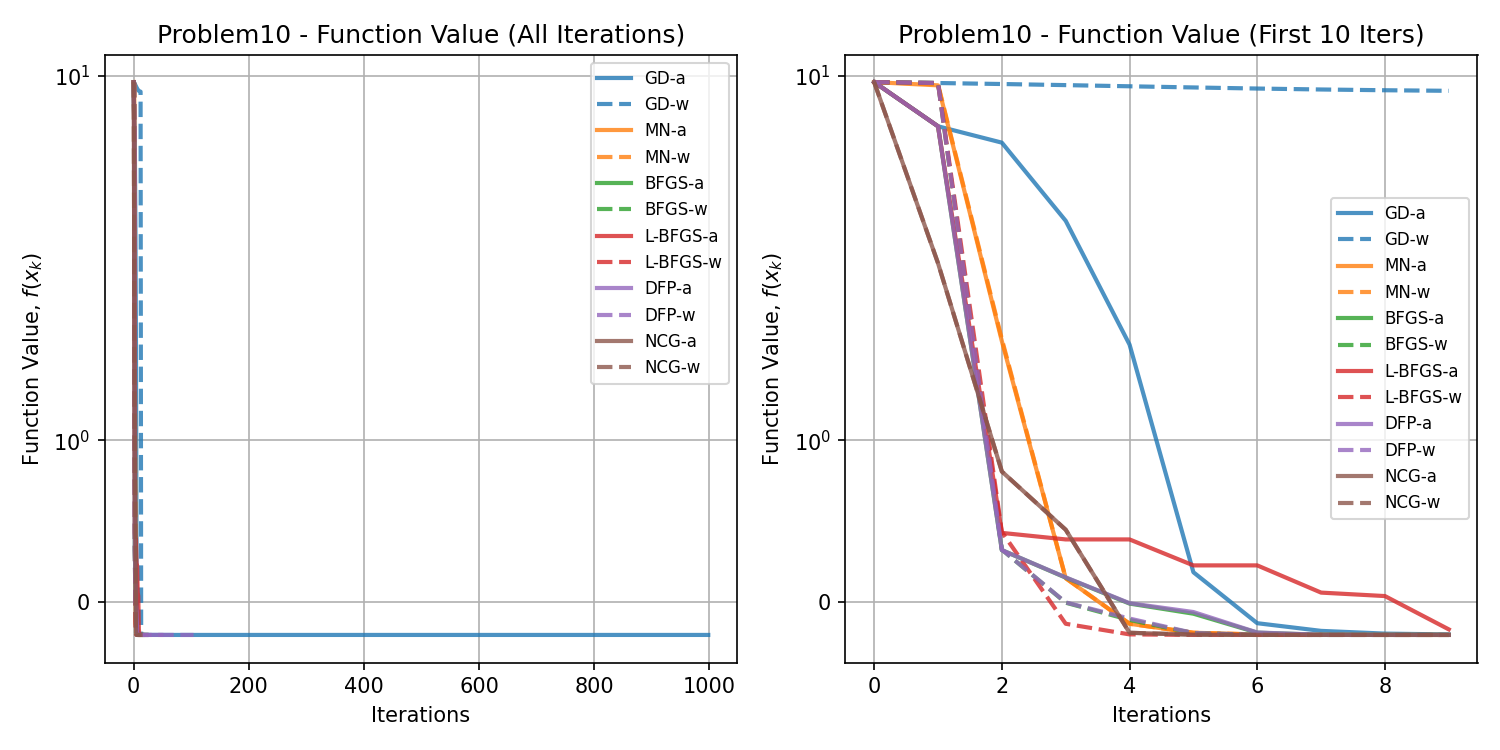 Problem10 - Function Value (All Iterations)
Function Value, f(x_k)
10^1
10^0
0
0
200
400
600
800
1000
Iterations
GD-a
GD-w
MN-a
MN-w
BFGS-a
BFGS-w
L-BFGS-a
L-BFGS-w
DFP-a
DFP-w
NCG-a
NCG-w
Problem10 - Function Value (First 10 Iters)
Function Value, f(x_k)
10^1
10^0
0
0
2
4
6
8
Iterations
GD-a
GD-w
MN-a
MN-w
BFGS-a
BFGS-w
L-BFGS-a
L-BFGS-w
DFP-a
DFP-w
NCG-a
NCG-w